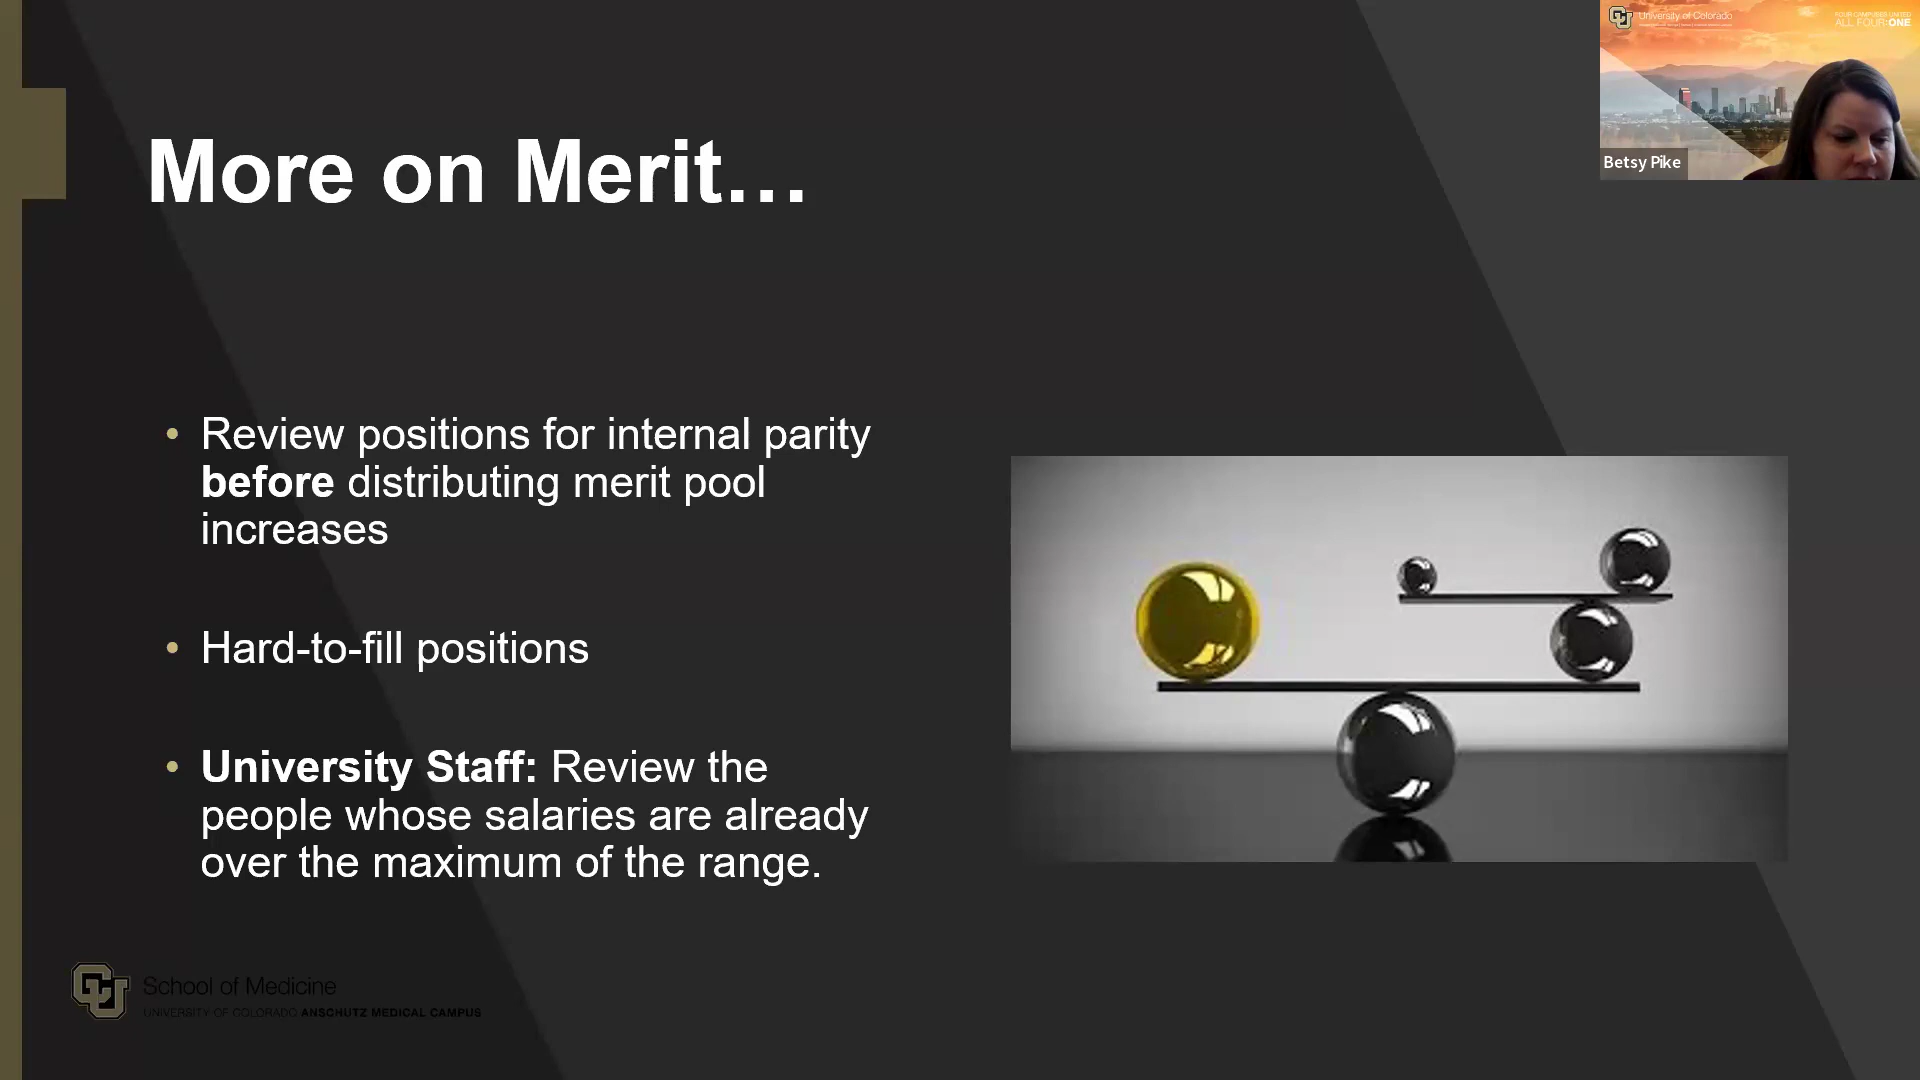 University of Colorado
ALL FOUR:ONE
Betsy Pike
More on Merit...
• Review positions for internal parity
before distributing merit pool
increases
• Hard-to-fill positions
• University Staff: Review the
people whose salaries are already
over the maximum of the range.
School of Medicine
UNIVERSITY OF COLORADO ANSCHUTZ MEDICAL CAMPUS